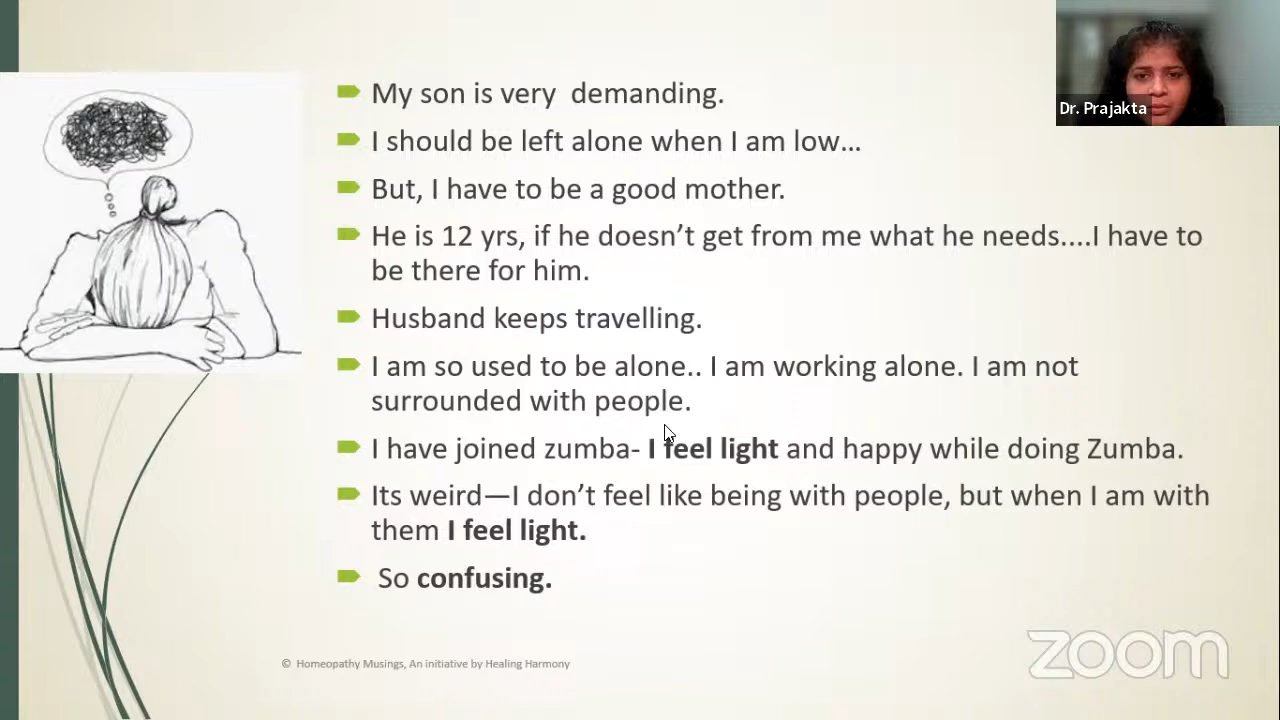 My son is very  demanding.
Dr. Prajakta
I should be left alone when I am low…
But, I have to be a good mother.
He is 12 yrs, if he doesn’t get from me what he needs....I have to
be there for him.
Husband keeps travelling.
I am so used to be alone.. I am working alone. I am not
surrounded with people.
I have joined zumba- I feel light and happy while doing Zumba.
Its weird—I don’t feel like being with people, but when I am with
them I feel light.
So confusing.
© Homeopathy Musings, An initiative by Healing Harmony
zoom